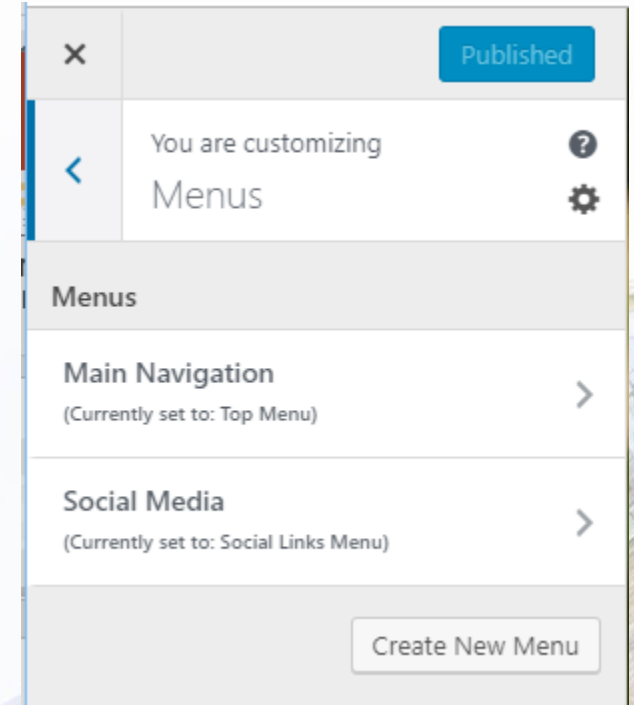 Published
You are customizing
Menus
Menus
Main Navigation
(Currently set to: Top Menu)
Social Media
(Currently set to: Social Links Menu)
Create New Menu